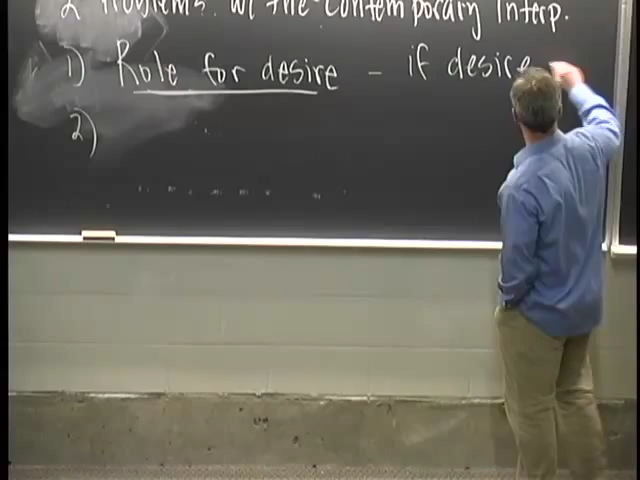 2 Problems w/ the Contemporary Interp.
1) Role for desire - if desire
2)